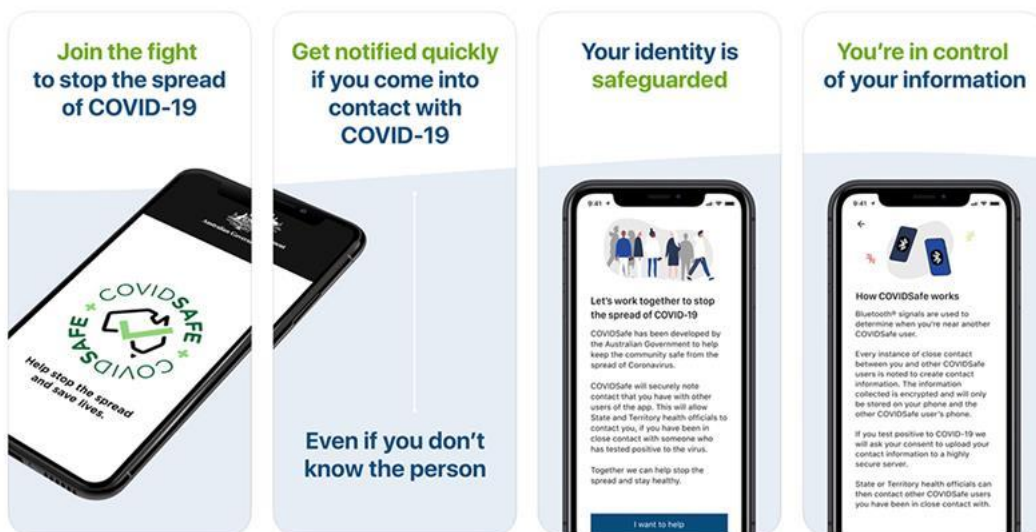 Join the fight
to stop the spread
of COVID-19
Australian Government
COVIDSAFE
COVIDSAFE
Help stop the spread
and save lives.
Get notified quickly
if you come into
contact with
COVID-19
Even if you don't
know the person
Your identity is
safeguarded
9:41
Let's work together to stop
the spread of COVID-19
COVIDSafe has been developed by
the Australian Government to help
keep the community safe from the
spread of Coronavirus.
COVIDSafe will securely note
contact that you have with other
users of the app. This will allow
State and Territory health officials to
contact you, if you have been in
close contact with someone who
has tested positive to the virus.
Together we can help stop the
spread and stay healthy.
I want to help
You're in control
of your information
9:41
How COVIDSafe works
Bluetooth® signals are used to
determine when you're near another
COVIDSafe user.
Every instance of close contact
between you and other COVIDSafe
users is noted to create contact
information. The information
collected is encrypted and will only
be stored on your phone and the
other COVIDSafe user's phone.
If you test positive to COVID-19 we
will ask your consent to upload your
contact information to a highly
secure server.
State or Territory health officials can
then contact other COVIDSafe users
you have been in close contact with.